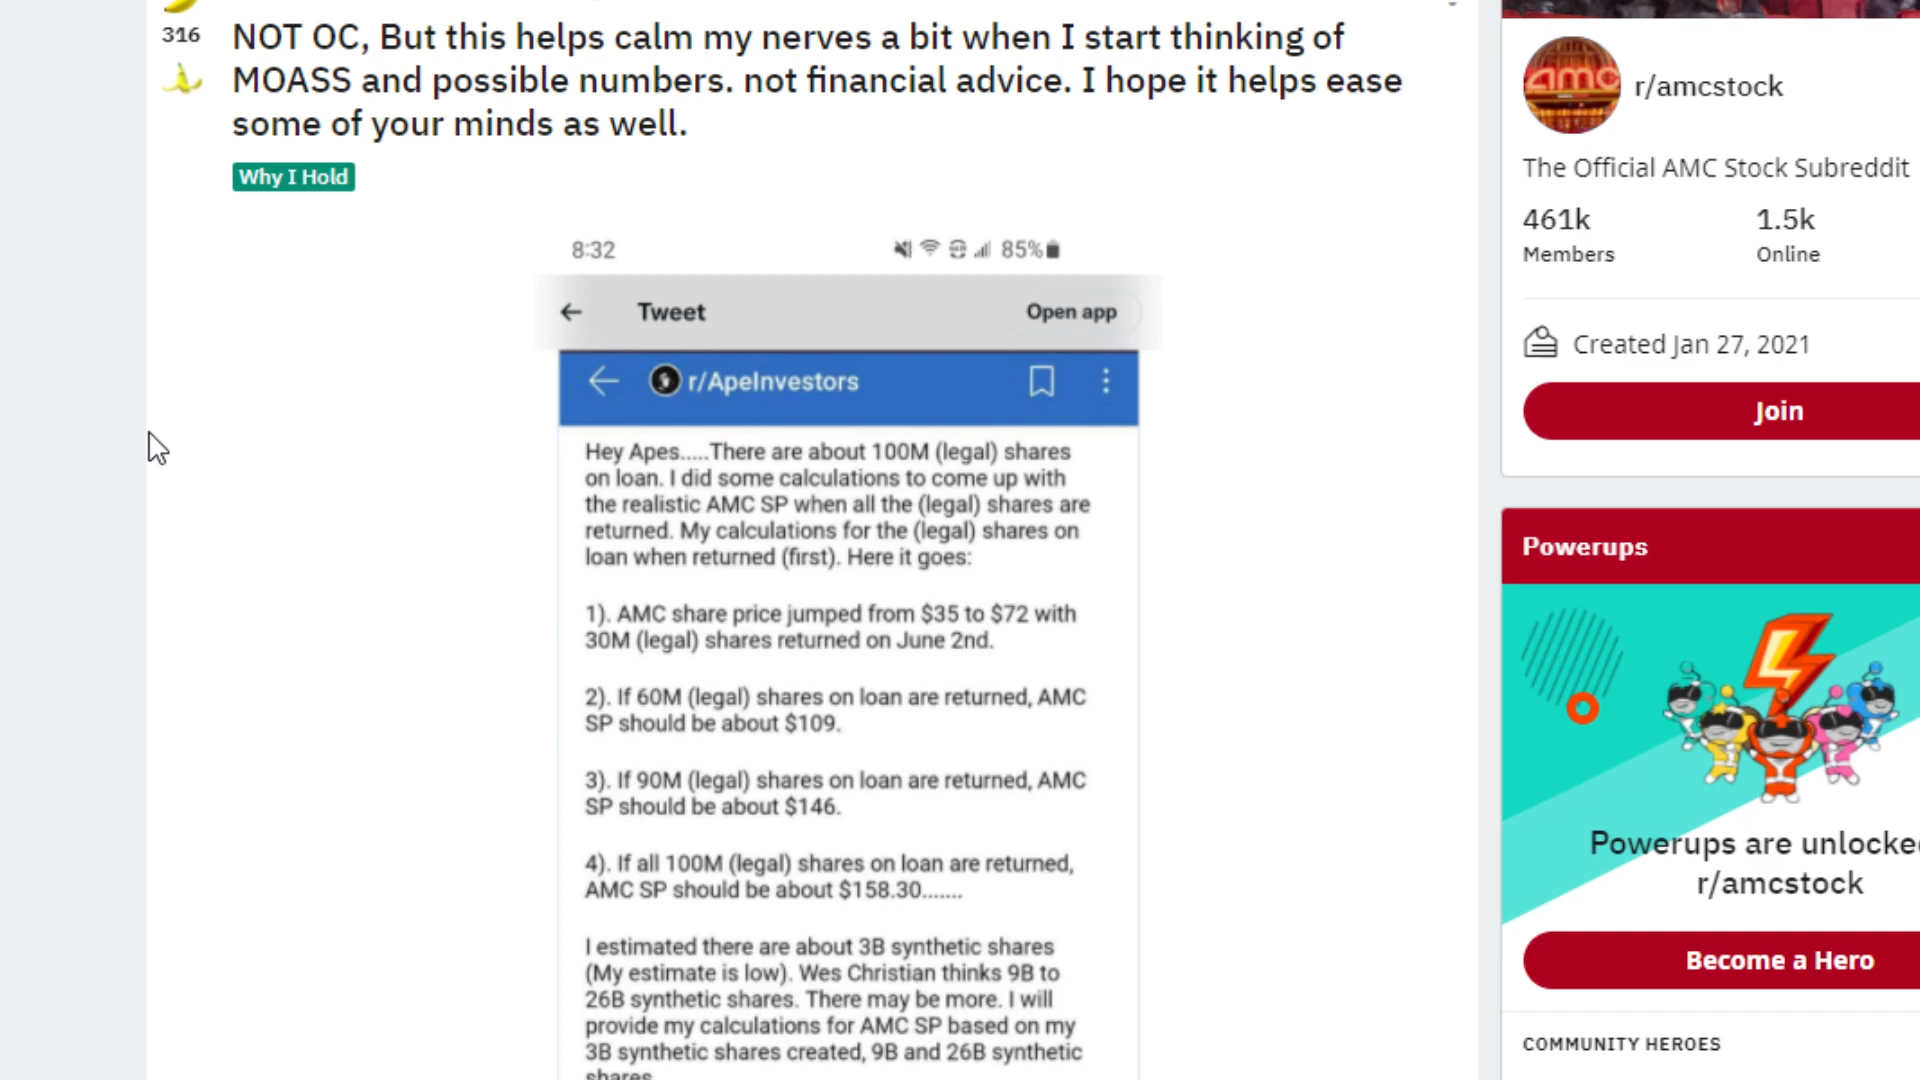 316
NOT OC, But this helps calm my nerves a bit when I start thinking of
MOASS and possible numbers. not financial advice. I hope it helps ease
some of your minds as well.
Why I Hold
8:32
85%
Tweet
Open app
r/ApeInvestors
Hey Apes.....There are about 100M (legal) shares
on loan. I did some calculations to come up with
the realistic AMC SP when all the (legal) shares are
returned. My calculations for the (legal) shares on
loan when returned (first). Here it goes:
1). AMC share price jumped from $35 to $72 with
30M (legal) shares returned on June 2nd.
2). If 60M (legal) shares on loan are returned, AMC
SP should be about $109.
3). If 90M (legal) shares on loan are returned, AMC
SP should be about $146.
4). If all 100M (legal) shares on loan are returned,
AMC SP should be about $158.30.......
I estimated there are about 3B synthetic shares
(My estimate is low). Wes Christian thinks 9B to
26B synthetic shares. There may be more. I will
provide my calculations for AMC SP based on my
3B synthetic shares created, 9B and 26B synthetic
shares
amc
r/amcstock
The Official AMC Stock Subreddit
461k
1.5k
Members
Online
Created Jan 27, 2021
Join
Powerups
Powerups are unlocke
r/amcstock
Become a Hero
COMMUNITY HEROES